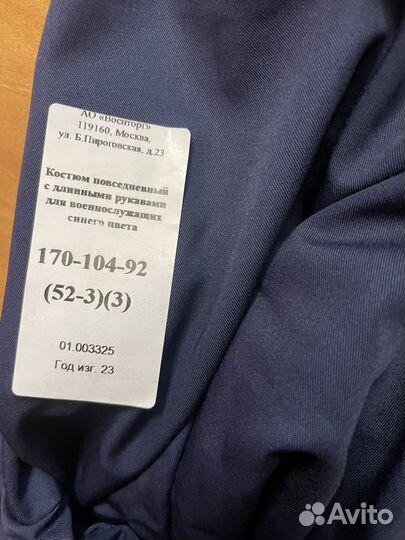 АО «Военторг»
119160, Москва,
ул. Б.Пироговская, д.23
Костюм повседневный
с длинными рукавами
для военнослужащих
синего цвета
170-104-92
(52-3)(3)
01.003325
Год изг. 23
Avito